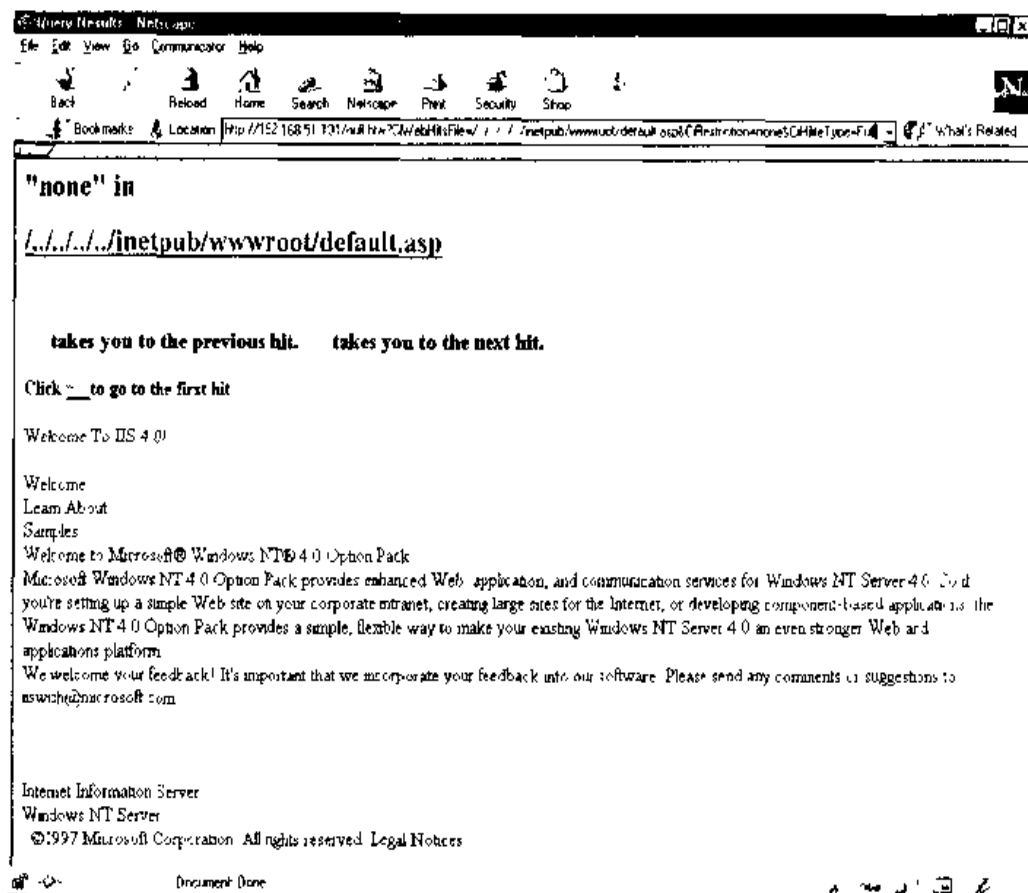 Query Results Netscape
File Edit View Go Communicator Help
Back Reload Home Search Netscape Print Security Stop
Bookmarks Location What's Related
"none" in
/../../../../inetpub/wwwroot/default.asp
takes you to the previous hit. takes you to the next hit.
Click to go to the first hit
Welcome To IIS 4.0!
Welcome
Learn About
Samples
Welcome to Microsoft® Windows NT® 4.0 Option Pack
Microsoft Windows NT 4.0 Option Pack provides enhanced Web, application, and communication services for Windows NT Server 4.0.
you're setting up a simple Web site on your corporate intranet, creating large sites for the Internet, or developing component-based applications, the
Windows NT 4.0 Option Pack provides a simple, flexible way to make your existing Windows NT Server 4.0 an even stronger Web and
applications platform
We welcome your feedback! It's important that we incorporate your feedback into our software. Please send any comments or suggestions to
Internet Information Server
Windows NT Server
©1997 Microsoft Corporation. All rights reserved. Legal Notices
Document: Done